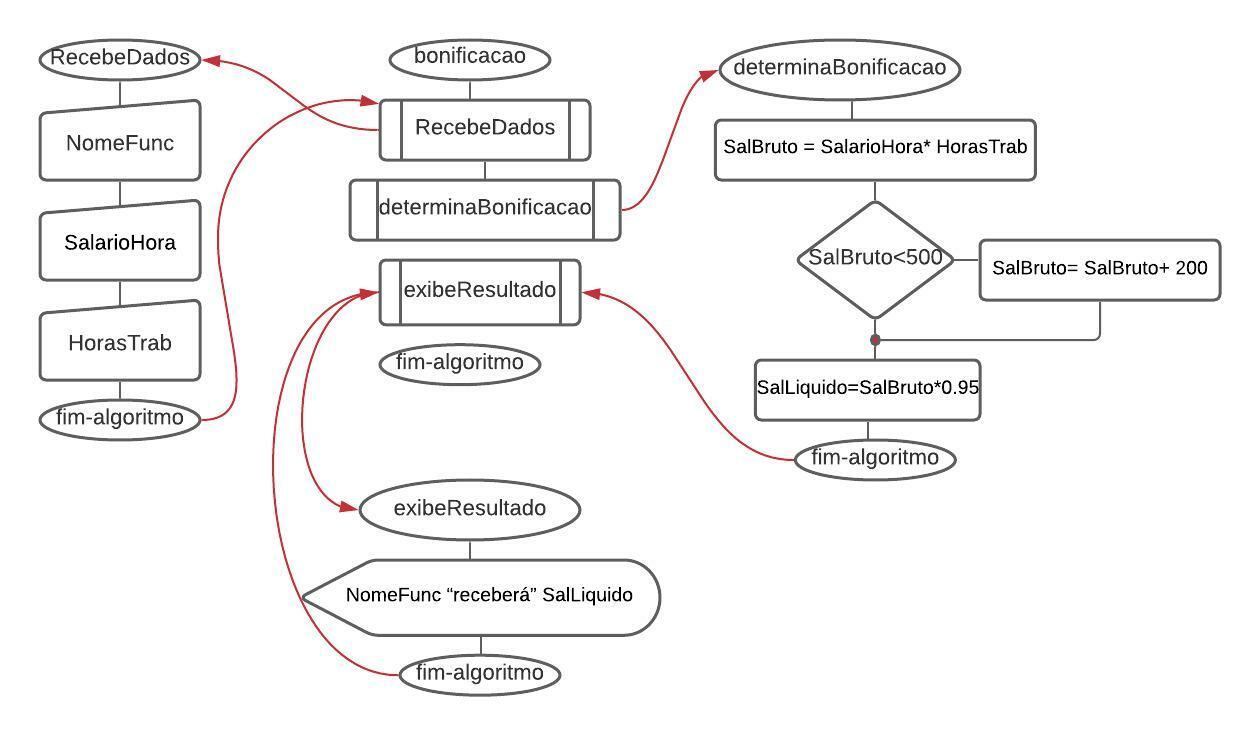 RecebeDados
NomeFunc
SalarioHora
HorasTrab
fim-algoritmo
bonificacao
RecebeDados
determinaBonificacao
exibeResultado
fim-algoritmo
determinaBonificacao
SalBruto = SalarioHora* HorasTrab
SalBruto<500
SalBruto= SalBruto+ 200
SalLiquido=SalBruto*0.95
fim-algoritmo
exibeResultado
NomeFunc “receberá” SalLiquido
fim-algoritmo